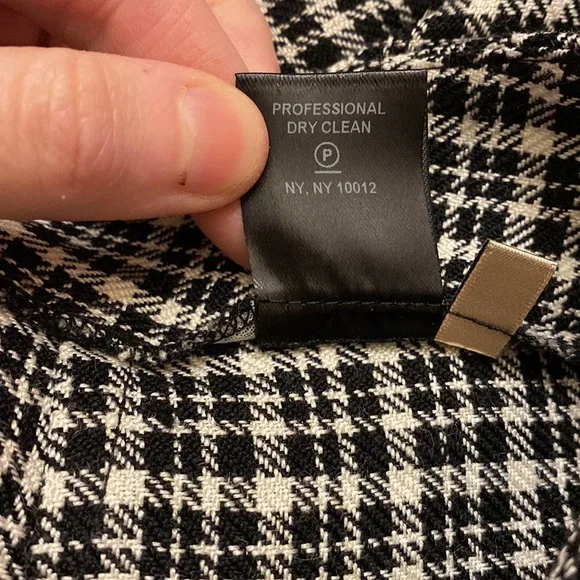 PROFESSIONAL
DRY CLEAN
P
NY, NY 10012